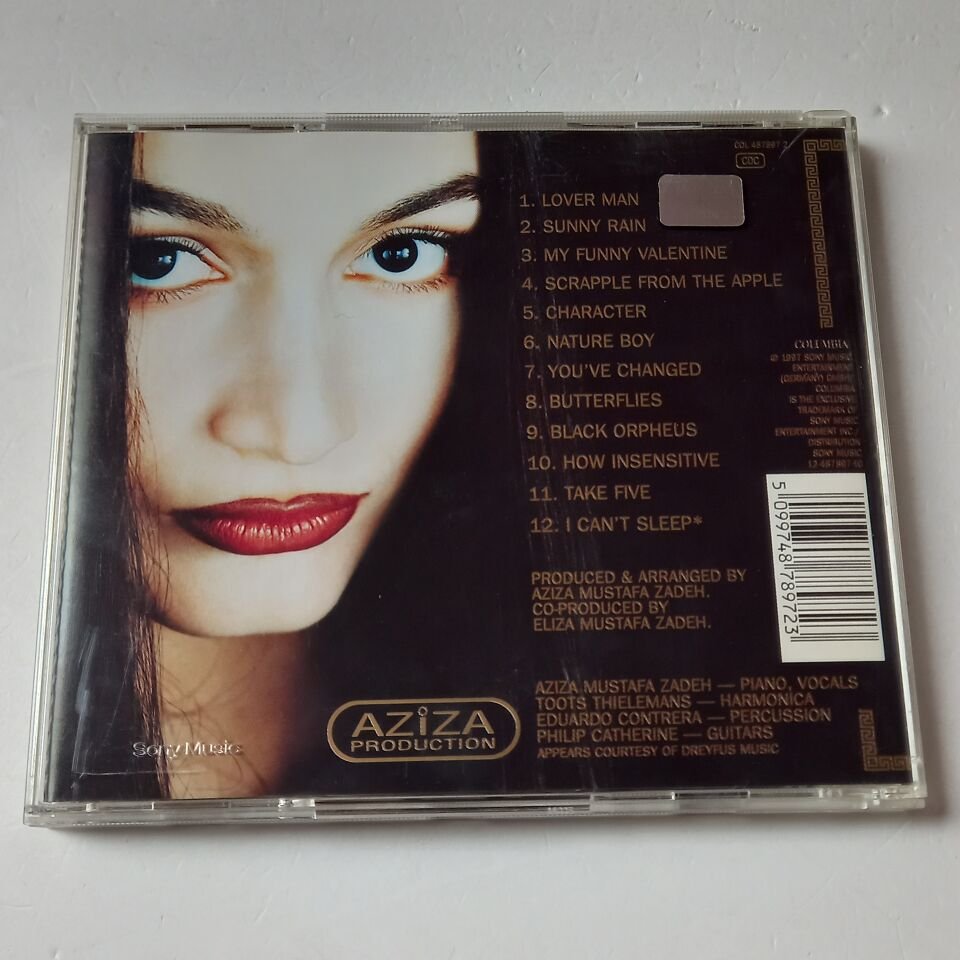 CDL 487897 2
CDC
1. LOVER MAN
2. SUNNY RAIN
3. MY FUNNY VALENTINE
4. SCRAPPLE FROM THE APPLE
5. CHARACTER
6. NATURE BOY
7. YOU'VE CHANGED
8. BUTTERFLIES
9. BLACK ORPHEUS
10. HOW INSENSITIVE
11. TAKE FIVE
12. I CAN'T SLEEP*
COLUMBIA
℗ 1997 SONY MUSIC
ENTERTAINMENT
(GERMANY) GMBH/
COLUMBIA
IS THE EXCLUSIVE
TRADEMARK OF
SONY MUSIC
ENTERTAINMENT INC./
DISTRIBUTION
SONY MUSIC
12-487897-10
5 099748 789723
PRODUCED & ARRANGED BY
AZIZA MUSTAFA ZADEH.
CO-PRODUCED BY
ELIZA MUSTAFA ZADEH.
AZIZA MUSTAFA ZADEH — PIANO, VOCALS
TOOTS THIELEMANS — HARMONICA
EDUARDO CONTRERA — PERCUSSION
PHILIP CATHERINE — GUITARS
APPEARS COURTESY OF DREYFUS MUSIC
AZiZA
PRODUCTION
Sony Music